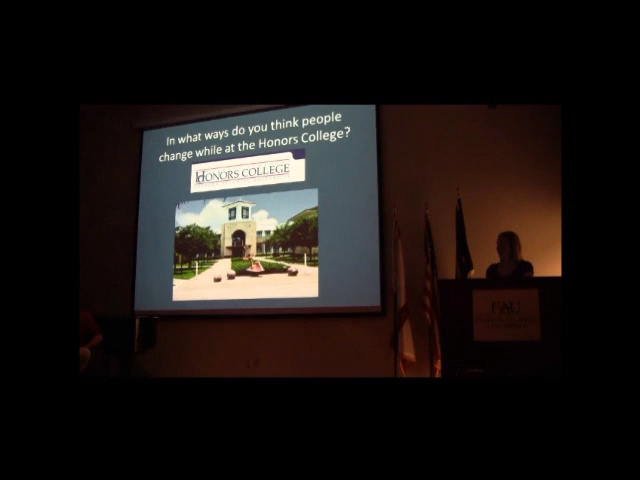 In what ways do you think people
change while at the Honors College?
HONORS COLLEGE
FAU